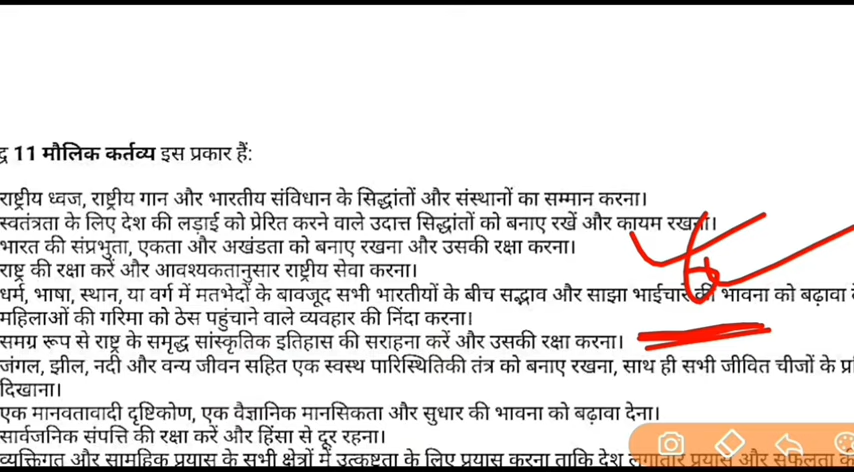 11 मौलिक कर्तव्य इस प्रकार हैं:
राष्ट्रीय ध्वज, राष्ट्रीय गान और भारतीय संविधान के सिद्धांतों और संस्थानों का सम्मान करना।
स्वतंत्रता के लिए देश की लड़ाई को प्रेरित करने वाले उदात्त सिद्धांतों को बनाए रखें और कायम रखना।
भारत की संप्रभुता, एकता और अखंडता को बनाए रखना और उसकी रक्षा करना।
राष्ट्र की रक्षा करें और आवश्यकतानुसार राष्ट्रीय सेवा करना।
धर्म, भाषा, स्थान, या वर्ग में मतभेदों के बावजूद सभी भारतीयों के बीच सद्भाव और साझा भाईचारे की भावना को बढ़ावा
महिलाओं की गरिमा को ठेस पहुंचाने वाले व्यवहार की निंदा करना।
समग्र रूप से राष्ट्र के समृद्ध सांस्कृतिक इतिहास की सराहना करें और उसकी रक्षा करना।
जंगल, झील, नदी और वन्य जीवन सहित एक स्वस्थ पारिस्थितिकी तंत्र को बनाए रखना, साथ ही सभी जीवित चीजों के
दिखाना।
एक मानवतावादी दृष्टिकोण, एक वैज्ञानिक मानसिकता और सुधार की भावना को बढ़ावा देना।
सार्वजनिक संपत्ति की रक्षा करें और हिंसा से दूर रहना।
व्यक्तिगत और सामूहिक प्रयास के सभी क्षेत्रों में उत्कृष्टता के लिए प्रयास करना ताकि देश लगातार प्रयास और सफलता